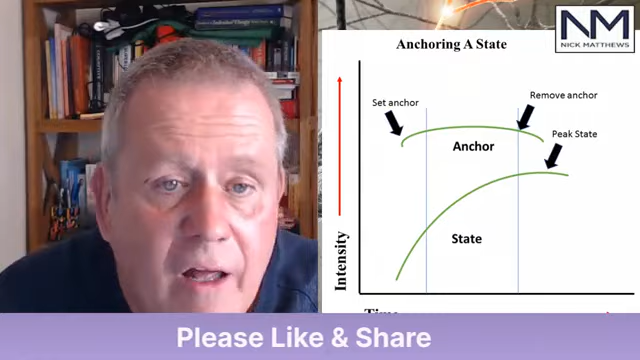 Anchoring A State
NM
NICK MATTHEWS
Set anchor
Remove anchor
Peak State
Anchor
State
Intensity
Time
Please Like & Share